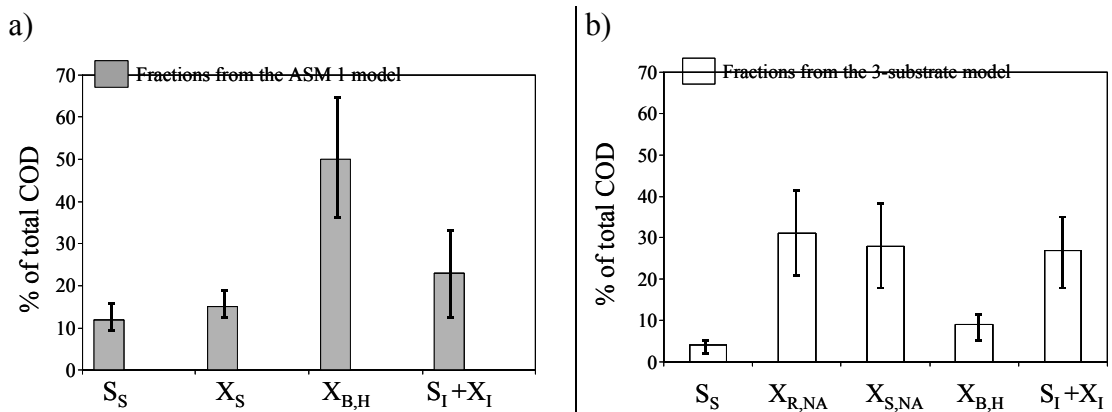 a)
Fractions from the ASM 1 model
70
60
50
40
30
20
10
0
% of total COD
S_S
X_S
X_B,H
S_I+X_I
b)
Fractions from the 3-substrate model
70
60
50
40
30
20
10
0
% of total COD
S_S
X_R,NA
X_S,NA
X_B,H
S_I+X_I